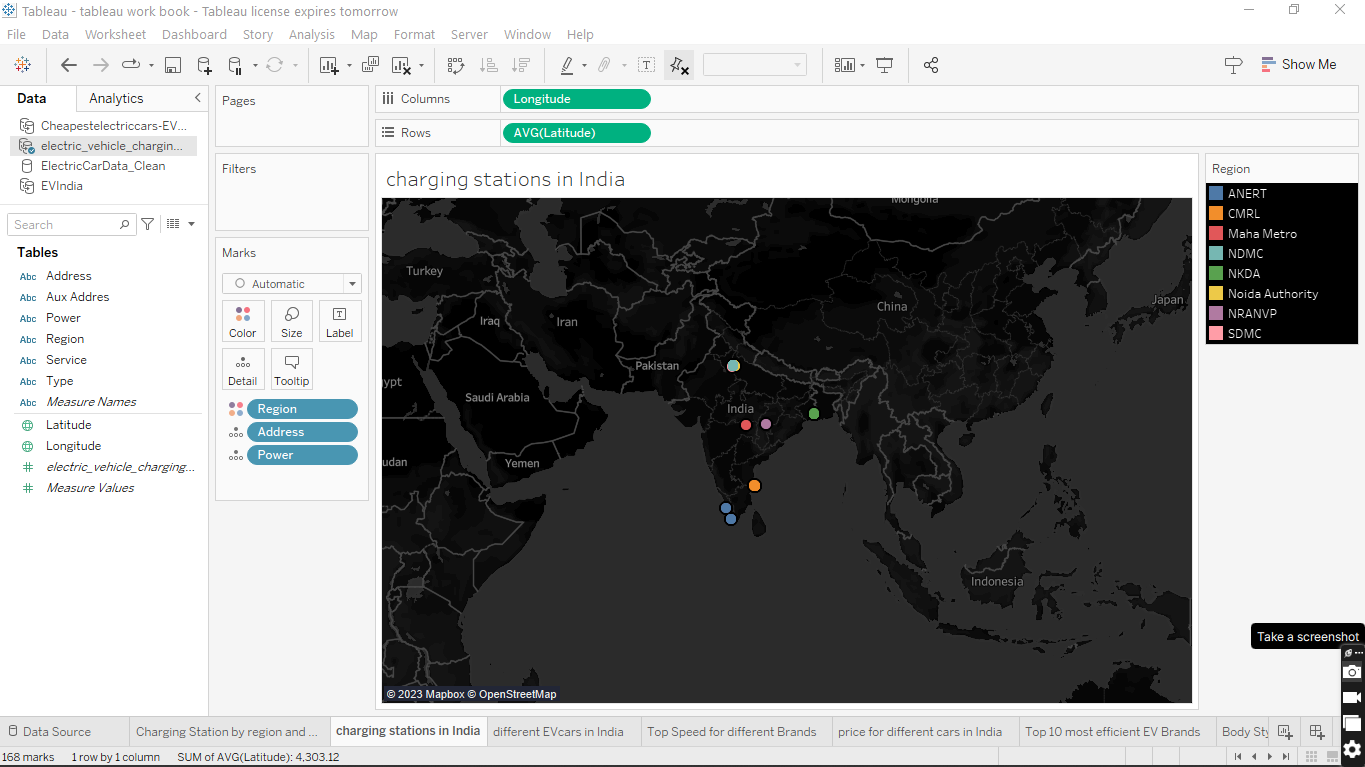 Tableau - tableau work book - Tableau license expires tomorrow
File Data Worksheet Dashboard Story Analysis Map Format Server Window Help
Show Me
Data Analytics
Cheapestelectriccars-EV...
electric_vehicle_chargin...
ElectricCarData_Clean
EVIndia
Search
Tables
Abc Address
Abc Aux Addres
Abc Power
Abc Region
Abc Service
Abc Type
Abc Measure Names
Latitude
Longitude
electric_vehicle_charging...
Measure Values
Pages
Filters
Marks
Automatic
Color Size Label
Detail Tooltip
Region
Address
Power
Columns Longitude
Rows AVG(Latitude)
charging stations in India
Mongolia
Turkey
China
Japan
Iraq
Iran
Pakistan
ypt
Saudi Arabia
India
udan
Yemen
Indonesia
© 2023 Mapbox © OpenStreetMap
Region
ANERT
CMRL
Maha Metro
NDMC
NKDA
Noida Authority
NRANVP
SDMC
Take a screenshot
Data Source Charging Station by region and ... charging stations in India different EVcars in India Top Speed for different Brands price for different cars in India Top 10 most efficient EV Brands Body Sty
168 marks 1 row by 1 column SUM of AVG(Latitude): 4,303.12